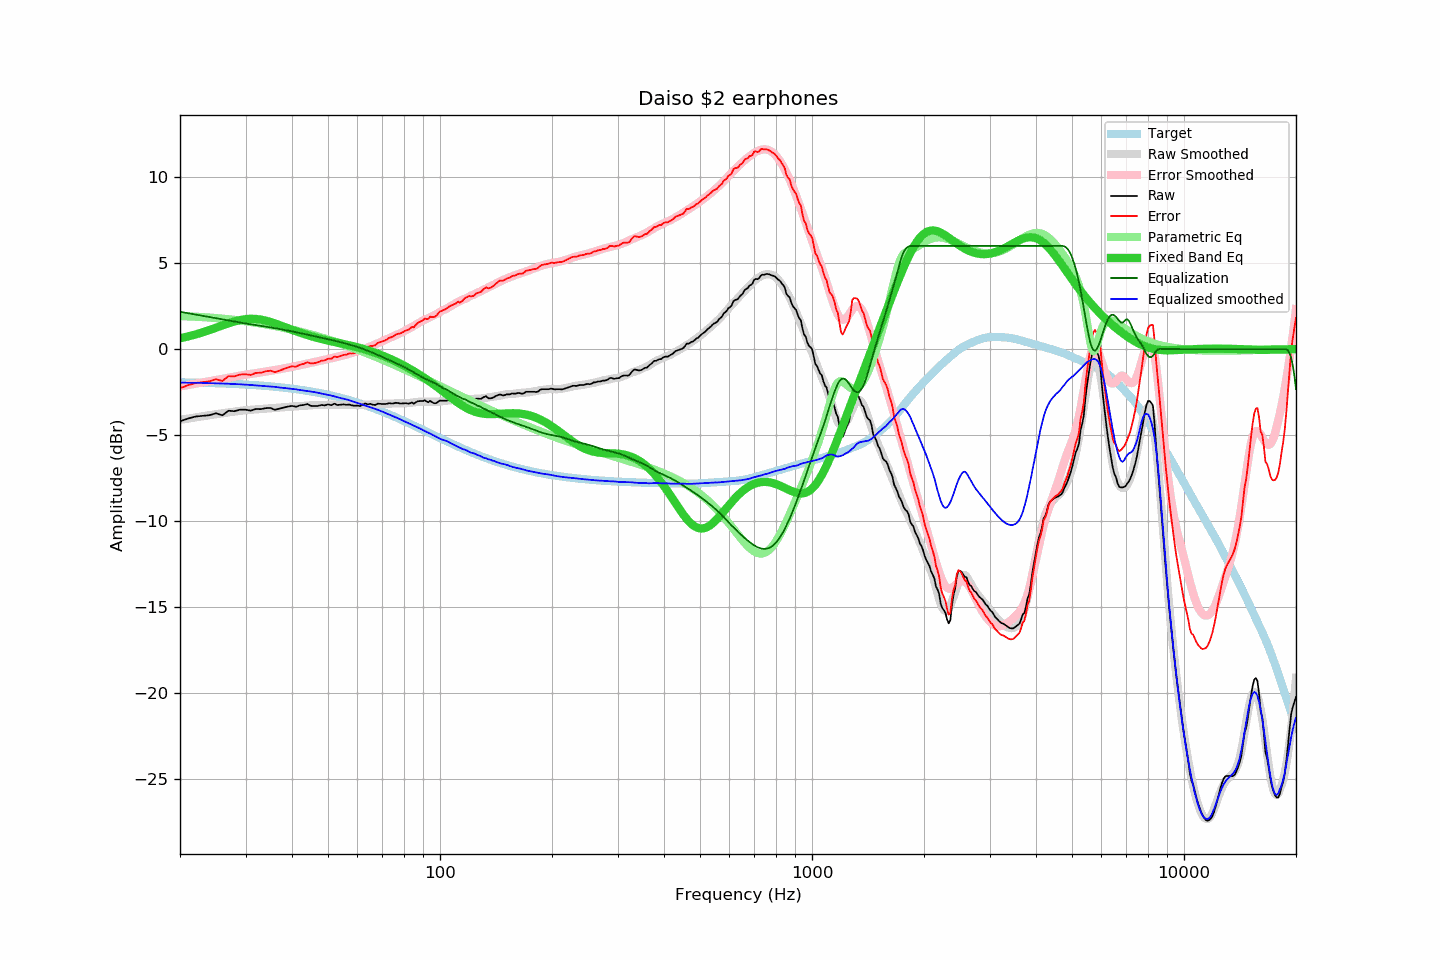 Daiso $2 earphones
Target
Raw Smoothed
Error Smoothed
Raw
Error
Parametric Eq
Fixed Band Eq
Equalization
Equalized smoothed
Amplitude (dBr)
10
5
0
−5
−10
−15
−20
−25
100
1000
10000
Frequency (Hz)